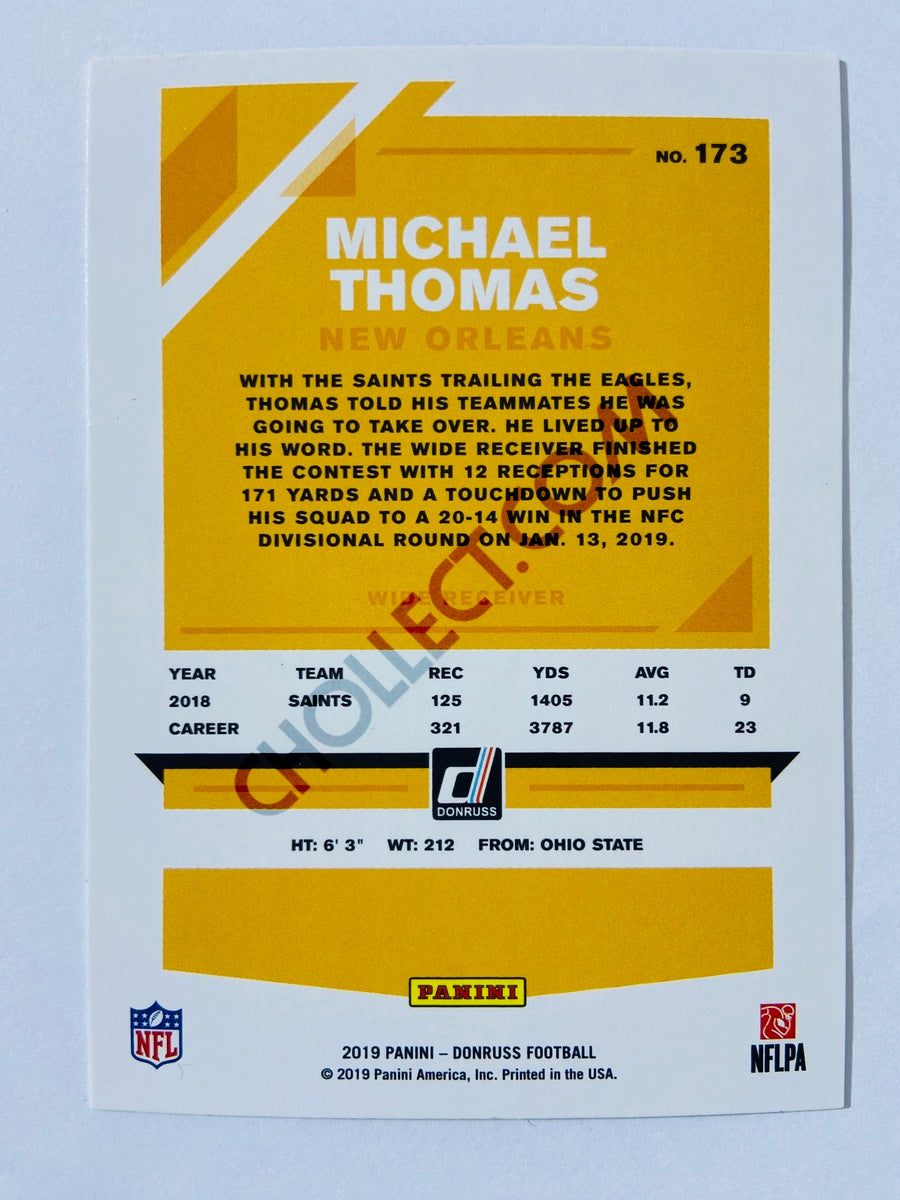 NO. 173
MICHAEL
THOMAS
NEW ORLEANS
WITH THE SAINTS TRAILING THE EAGLES,
THOMAS TOLD HIS TEAMMATES HE WAS
GOING TO TAKE OVER. HE LIVED UP TO
HIS WORD. THE WIDE RECEIVER FINISHED
THE CONTEST WITH 12 RECEPTIONS FOR
171 YARDS AND A TOUCHDOWN TO PUSH
HIS SQUAD TO A 20-14 WIN IN THE NFC
DIVISIONAL ROUND ON JAN. 13, 2019.
WIDE RECEIVER
CHOLLECT.COM
YEAR TEAM REC YDS AVG TD
2018 SAINTS 125 1405 11.2 9
CAREER 321 3787 11.8 23
d
DONRUSS
HT: 6' 3" WT: 212 FROM: OHIO STATE
PANINI
NFL
NFLPA
2019 PANINI – DONRUSS FOOTBALL
© 2019 Panini America, Inc. Printed in the USA.